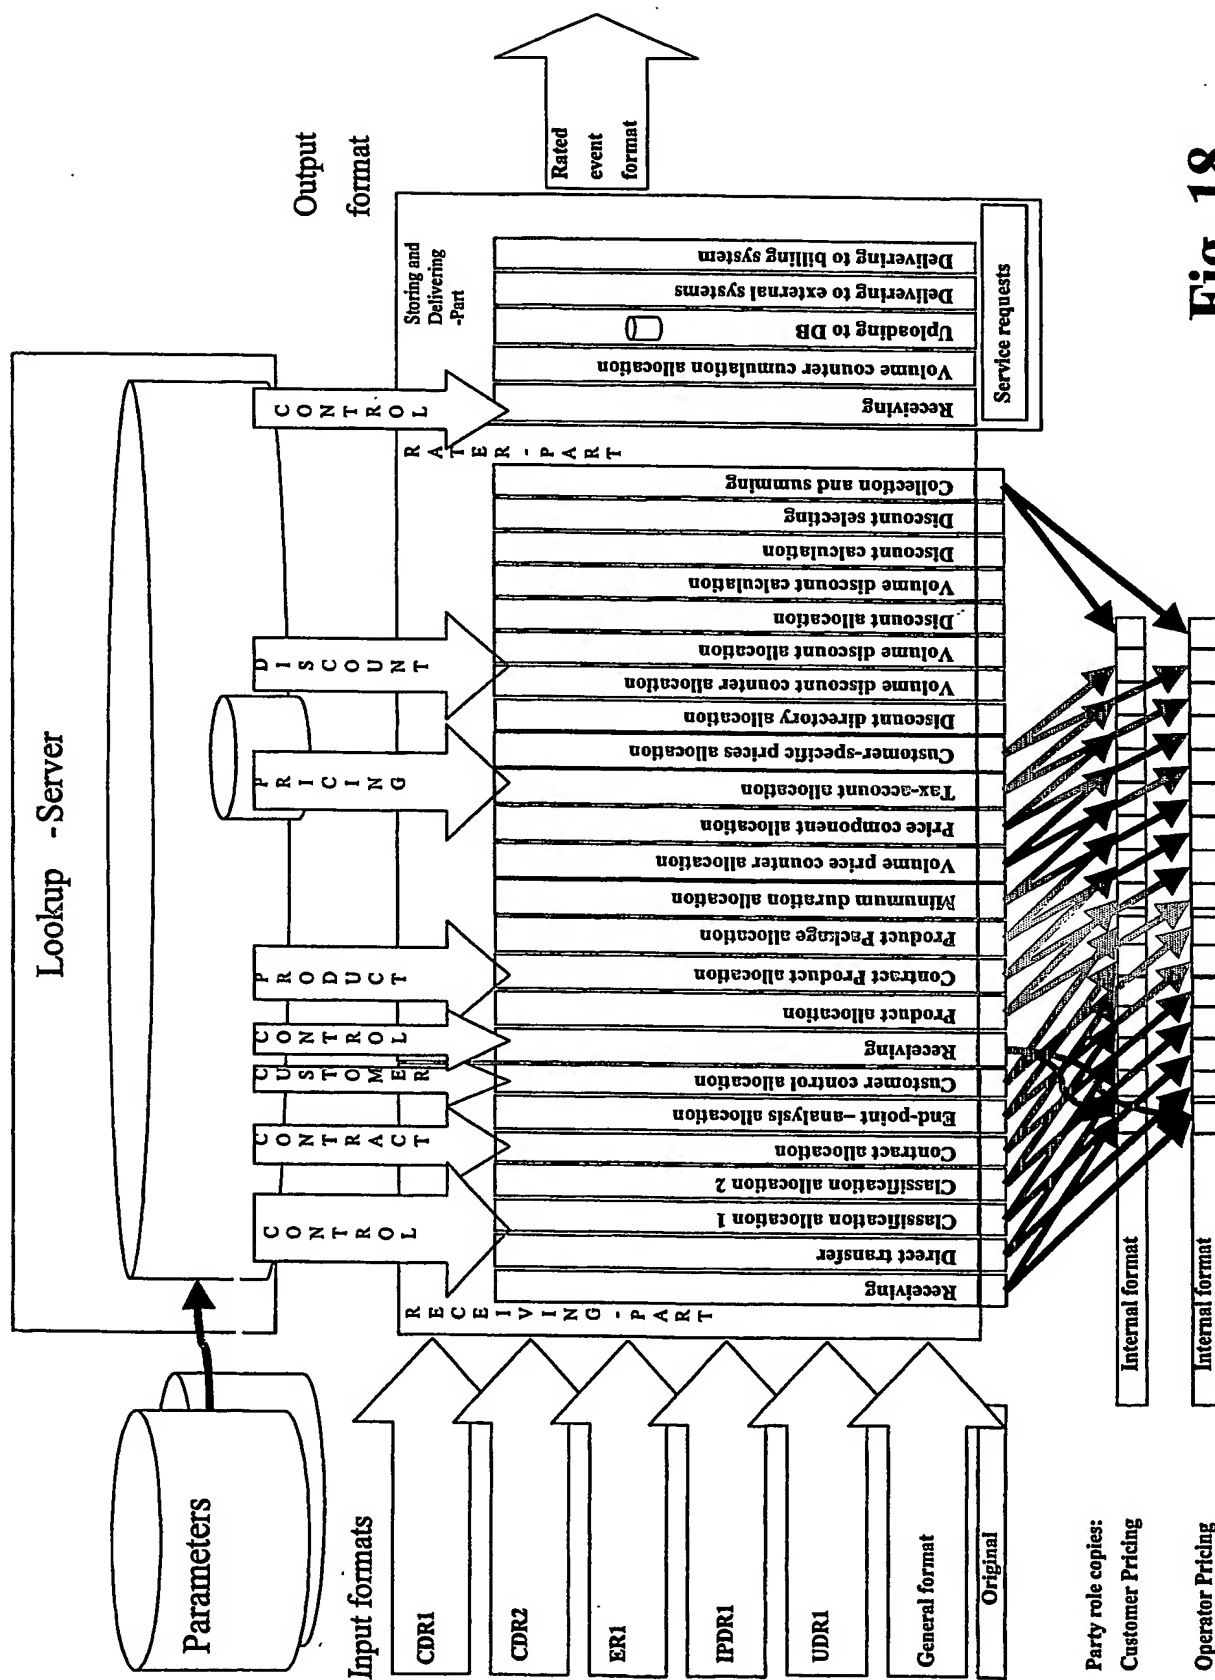 Lookup -Server
Parameters
Output
format
Input formats
CDR1
CDR2
ER1
IPDR1
UDR1
General format
Original
CONTROL
CONTRACT
CUSTOMER
CONTROL
PRODUCT
PRICING
DISCOUNT
CONTROL
RECEIVING-PART
Receiving
Direct transfer
Classification allocation 1
Classification allocation 2
Contract allocation
End-point –analysis allocation
Customer control allocation
RATER-PART
Receiving
Product allocation
Contract Product allocation
Product Package allocation
Minumum duration allocation
Volume price counter allocation
Price component allocation
Tax-account allocation
Customer-specific prices allocation
Discount directory allocation
Volume discount counter allocation
Volume discount allocation
Discount allocation
Volume discount calculation
Discount calculation
Discount selecting
Collection and summing
Storing and
Delivering
-Part
Receiving
Volume counter cumulation allocation
Uploading to DB
Delivering to external systems
Delivering to billing system
Service requests
Rated
event
format
Party role copies:
Customer Pricing
Internal format
Operator Pricing
Internal format
Fig. 18